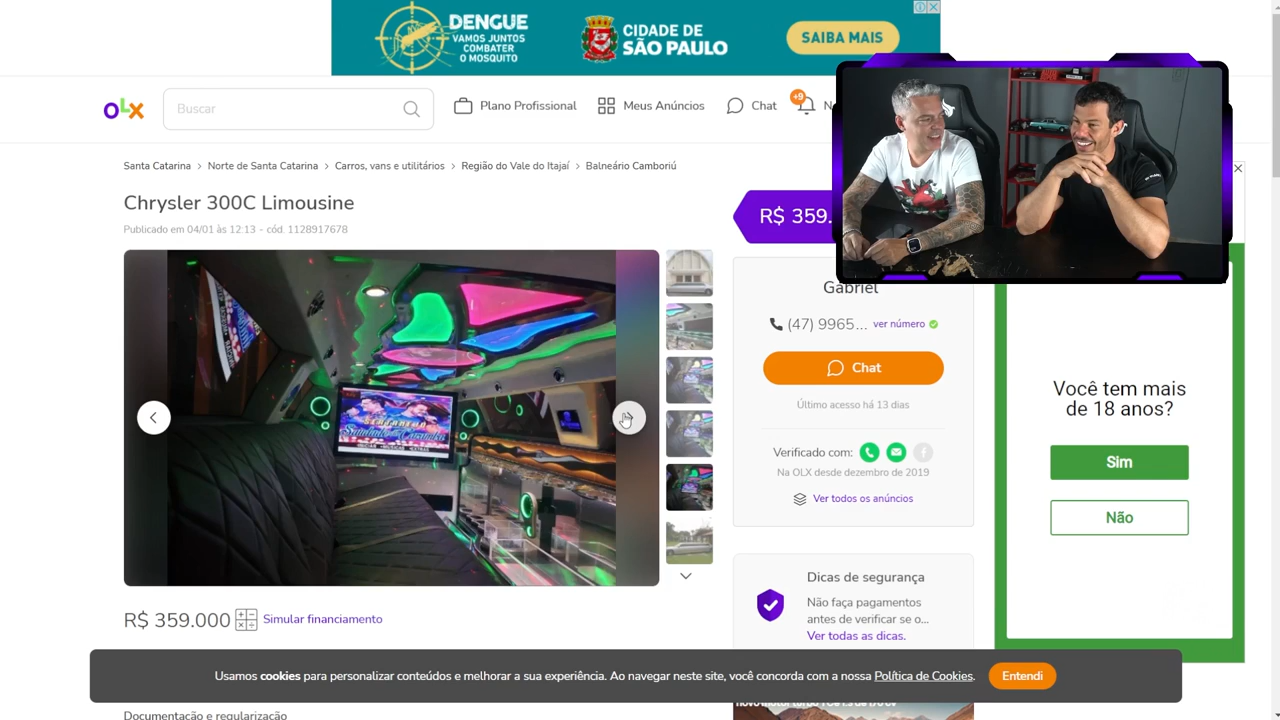 DENGUE
VAMOS JUNTOS
COMBATER
O MOSQUITO
CIDADE DE
SÃO PAULO
SAIBA MAIS
OLX
Buscar
Plano Profissional
Meus Anúncios
Chat
+9
N
Santa Catarina > Norte de Santa Catarina > Carros, vans e utilitários > Região do Vale do Itajaí > Balneário Camboriú
Chrysler 300C Limousine
Publicado em 04/01 às 12:13 - cód. 1128917678
R$ 359.
Gabriel
(47) 9965... ver número
Chat
Último acesso há 13 dias
Verificado com:
Na OLX desde dezembro de 2019
Ver todos os anúncios
Você tem mais
de 18 anos?
Sim
Não
Dicas de segurança
Não faça pagamentos
antes de verificar se o...
Ver todas as dicas.
R$ 359.000 Simular financiamento
Usamos cookies para personalizar conteúdos e melhorar a sua experiência. Ao navegar neste site, você concorda com a nossa Política de Cookies.
Entendi
Documentação e regularização